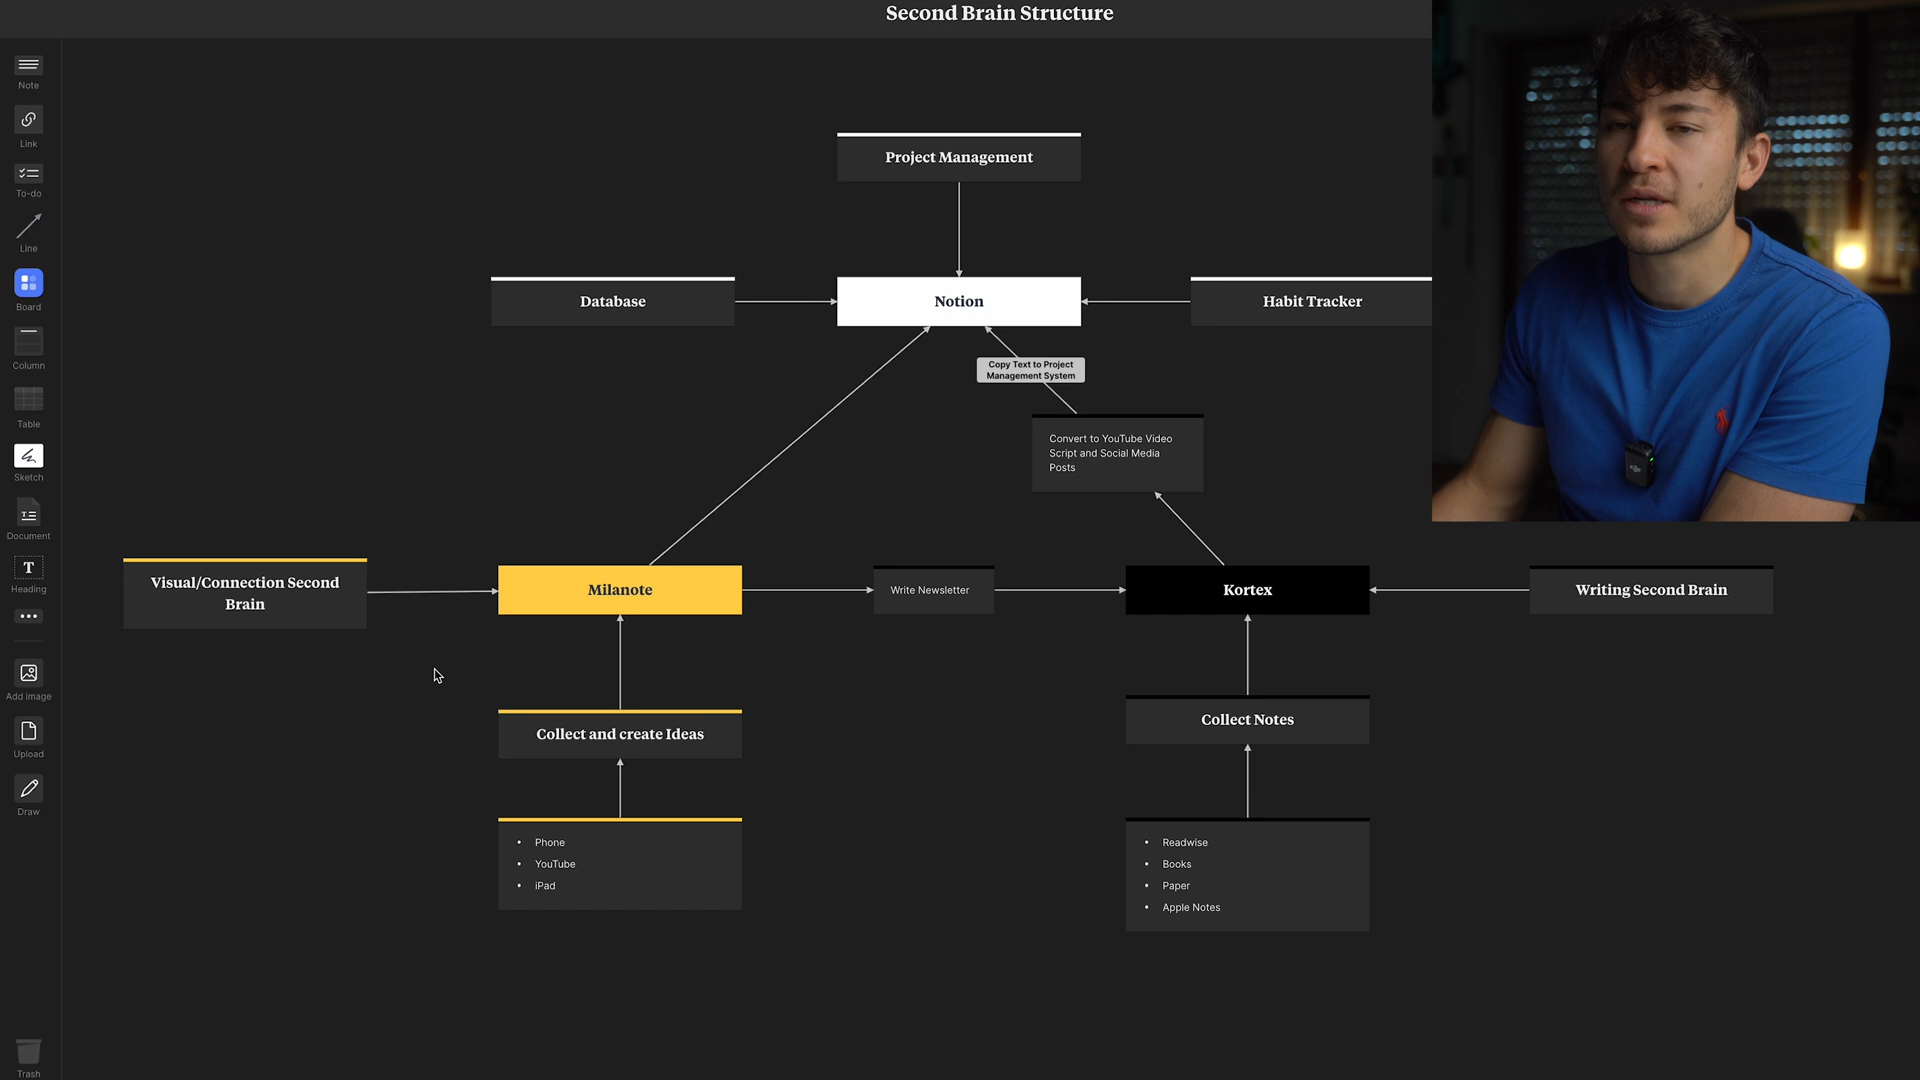 Second Brain Structure
Note
Link
To-do
Line
Board
Column
Table
Sketch
Document
T
Heading
Add image
Upload
Draw
Trash
Project Management
Database
Notion
Habit Tracker
Copy Text to Project
Management System
Convert to YouTube Video
Script and Social Media
Posts
Visual/Connection Second
Brain
Milanote
Write Newsletter
Kortex
Writing Second Brain
Collect and create Ideas
Collect Notes
• Phone
• YouTube
• iPad
• Readwise
• Books
• Paper
• Apple Notes